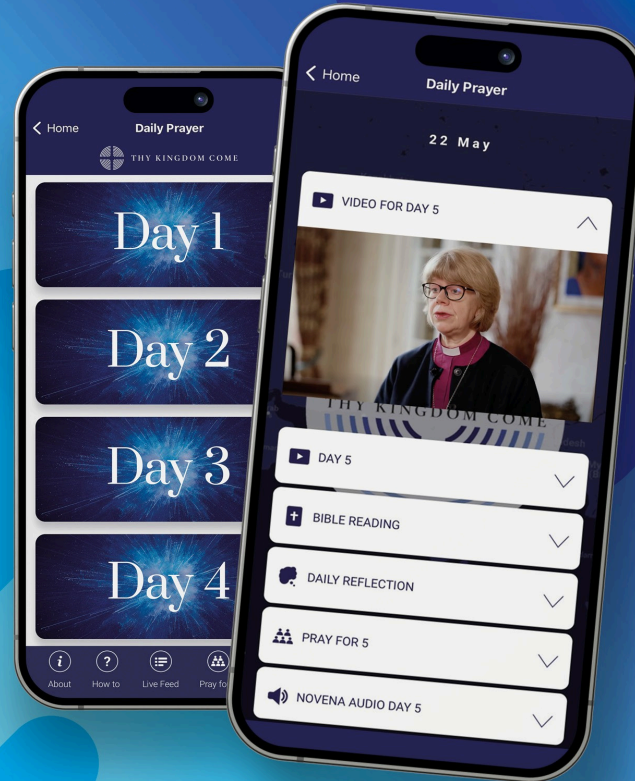 Home
Daily Prayer
THY KINGDOM COME
Day 1
Day 2
Day 3
Day 4
About
How to
Live Feed
Pray for
Home
Daily Prayer
22 May
VIDEO FOR DAY 5
THY KINGDOM COME
DAY 5
BIBLE READING
DAILY REFLECTION
PRAY FOR 5
NOVENA AUDIO DAY 5